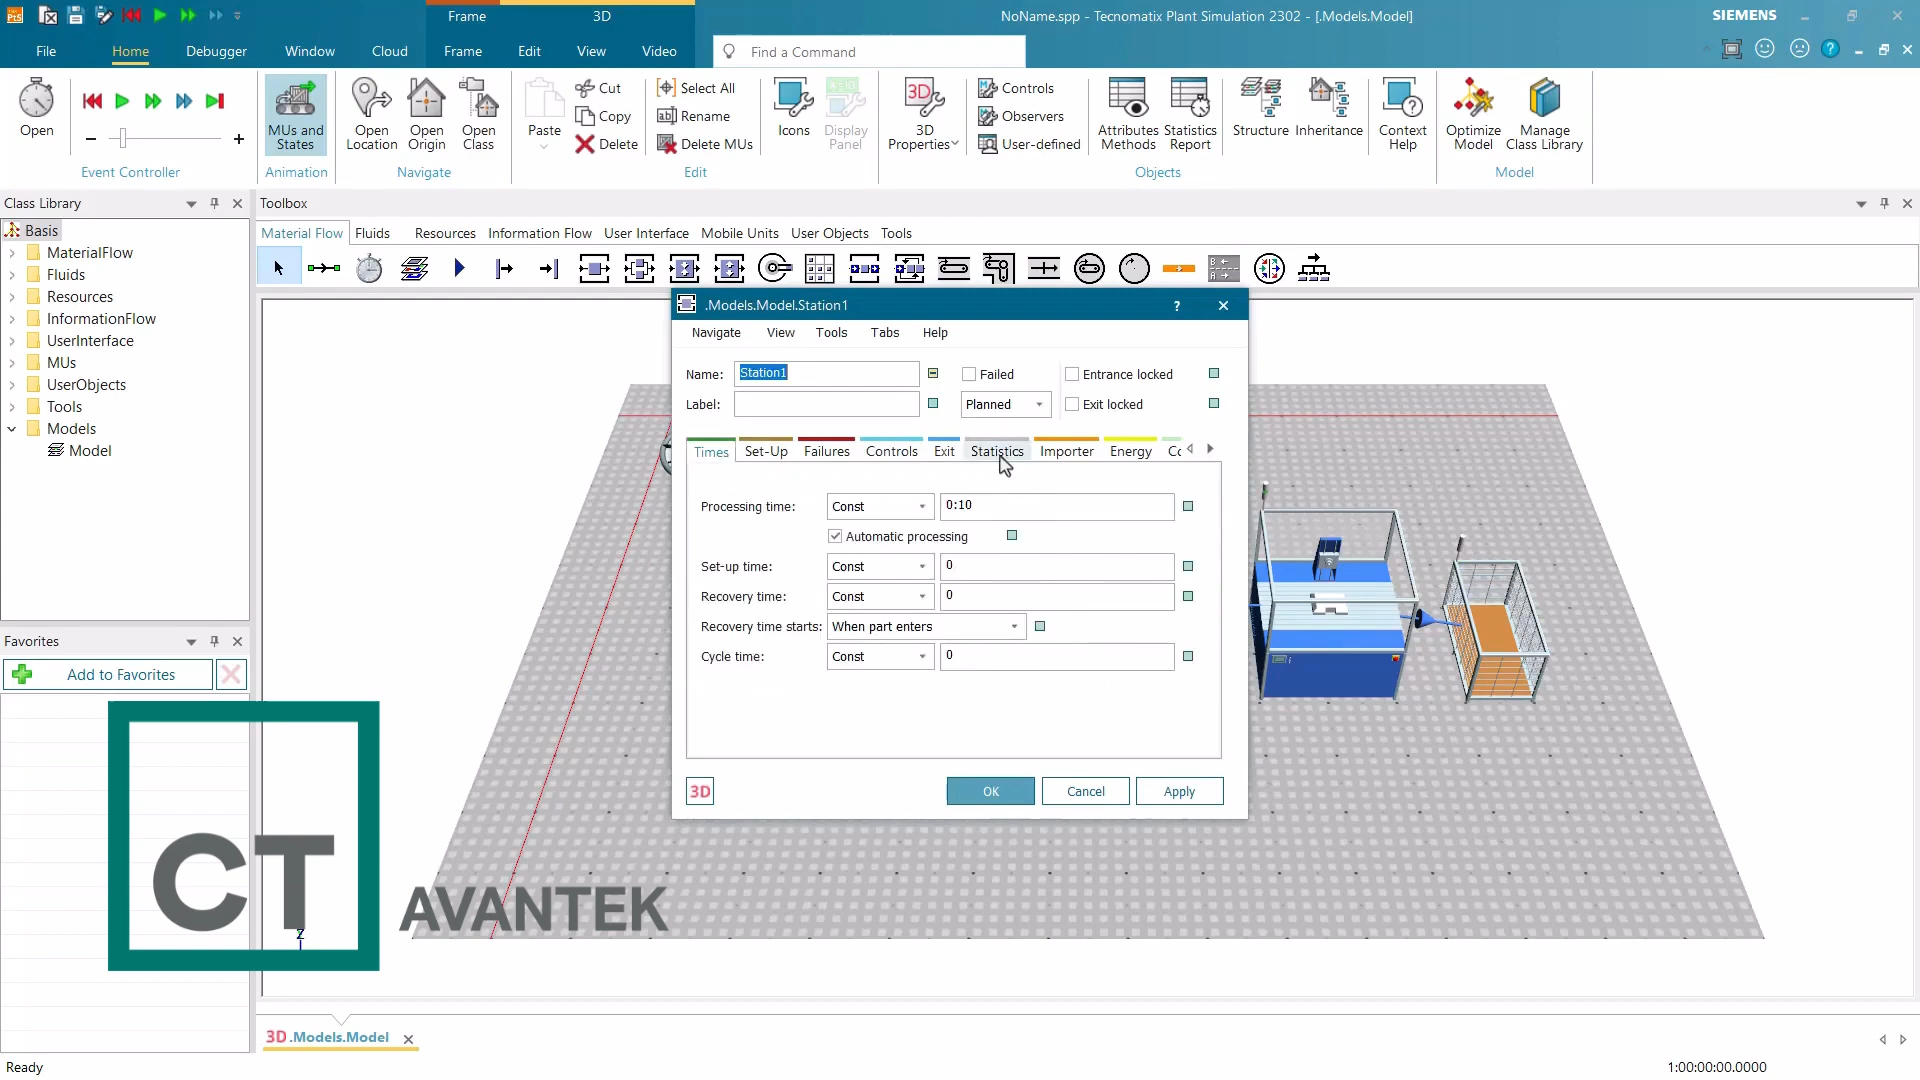 NoName.spp - Tecnomatix Plant Simulation 2302 - [.Models.Model]
SIEMENS
Frame
3D
File
Home
Debugger
Window
Cloud
Frame
Edit
View
Video
Find a Command
Open
Event Controller
MUs and States
Animation
Open Location
Open Origin
Open Class
Navigate
Paste
Cut
Copy
Delete
Select All
Rename
Delete MUs
Edit
Icons
Display Panel
3D Properties
Controls
Observers
User-defined
Attributes Methods
Statistics Report
Objects
Structure
Inheritance
Context Help
Optimize Model
Manage Class Library
Model
Class Library
Basis
MaterialFlow
Fluids
Resources
InformationFlow
UserInterface
MUs
UserObjects
Tools
Models
Model
Favorites
Add to Favorites
Toolbox
Material Flow
Fluids
Resources
Information Flow
User Interface
Mobile Units
User Objects
Tools
.Models.Model.Station1
?
Navigate
View
Tools
Tabs
Help
Name:
Station1
Failed
Entrance locked
Label:
Planned
Exit locked
Times
Set-Up
Failures
Controls
Exit
Statistics
Importer
Energy
Cc
Processing time:
Const
0:10
Automatic processing
Set-up time:
Const
0
Recovery time:
Const
0
Recovery time starts:
When part enters
Cycle time:
Const
0
3D
OK
Cancel
Apply
CT
AVANTEK
Z
3D .Models.Model
Ready
1:00:00:00.0000